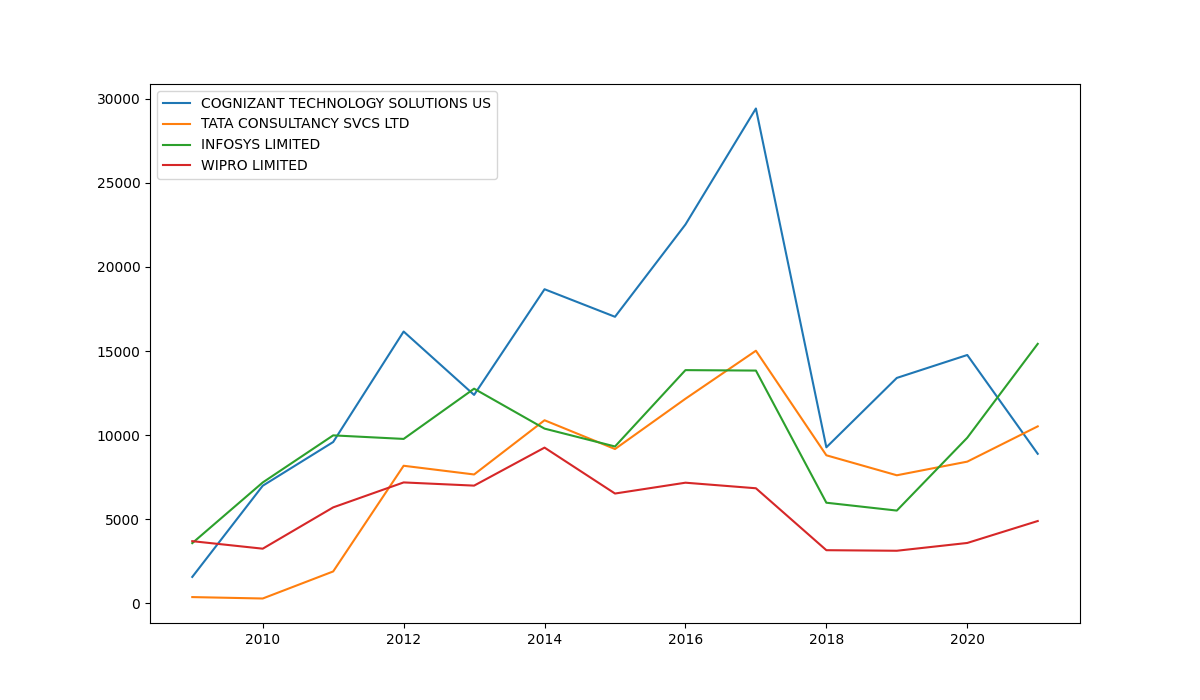 COGNIZANT TECHNOLOGY SOLUTIONS US
TATA CONSULTANCY SVCS LTD
INFOSYS LIMITED
WIPRO LIMITED
30000
25000
20000
15000
10000
5000
0
2010 2012 2014 2016 2018 2020